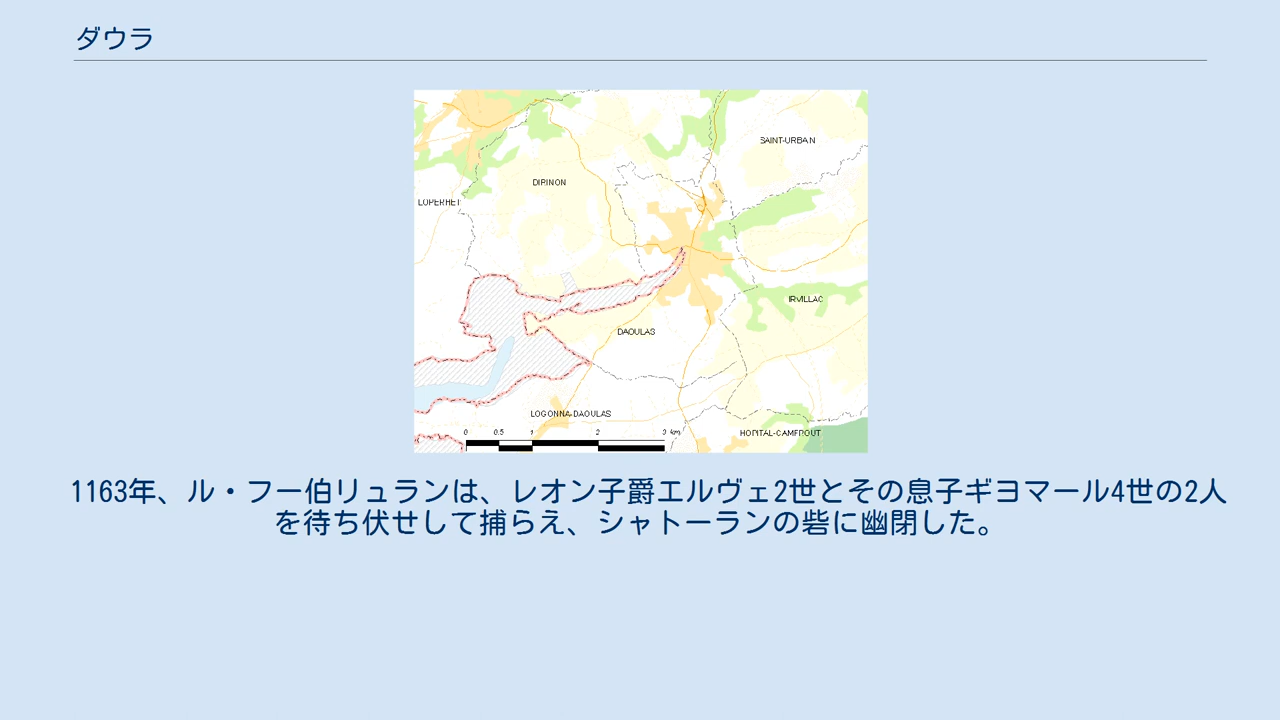 ダウラ
SAINT-URBAN
DIRINON
LOPERHET
IRVILLAC
DAOULAS
LOGONNA-DAOULAS
HOPITAL-CAMFROUT
0 0.5 1 2 3 km
1163年、ル・フー伯リュランは、レオン子爵エルヴェ2世とその息子ギヨマール4世の2人
を待ち伏せして捕らえ、シャトーランの砦に幽閉した。